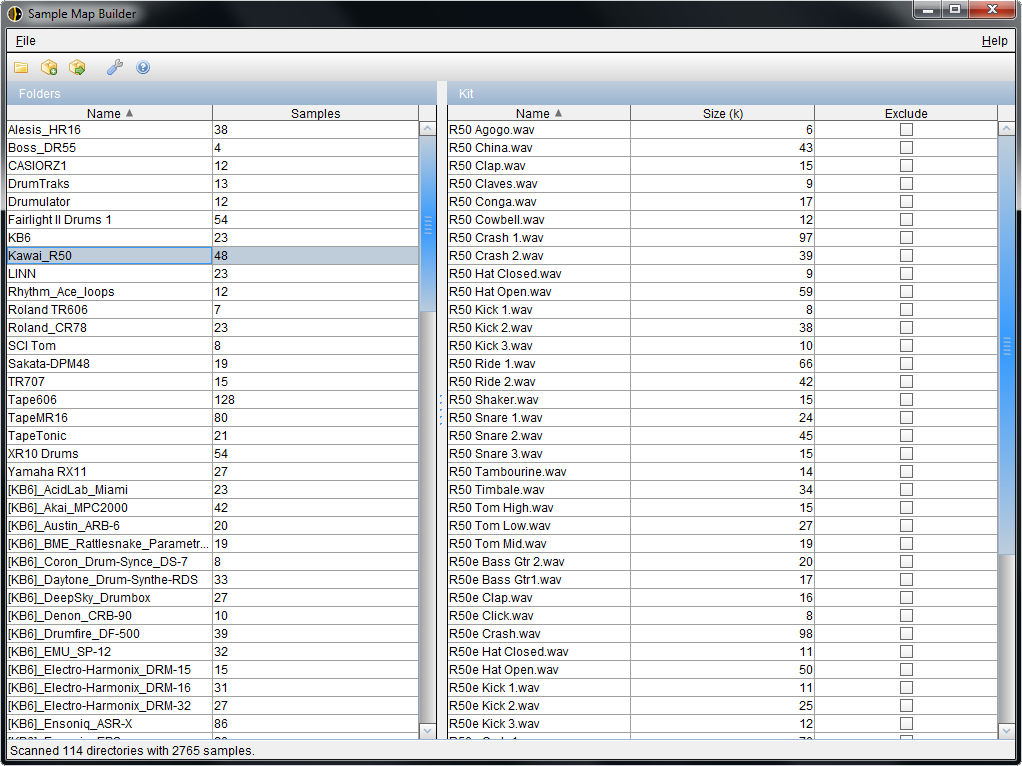 Sample Map Builder
File Help
Folders
Name Samples
Alesis_HR16 38
Boss_DR55 4
CASIORZ1 12
DrumTraks 13
Drumulator 12
Fairlight II Drums 1 54
KB6 23
Kawai_R50 48
LINN 23
Rhythm_Ace_loops 12
Roland TR606 7
Roland_CR78 23
SCI Tom 8
Sakata-DPM48 19
TR707 15
Tape606 128
TapeMR16 80
TapeTonic 21
XR10 Drums 54
Yamaha RX11 27
[KB6]_AcidLab_Miami 23
[KB6]_Akai_MPC2000 42
[KB6]_Austin_ARB-6 20
[KB6]_BME_Rattlesnake_Parametr... 19
[KB6]_Coron_Drum-Synce_DS-7 8
[KB6]_Daytone_Drum-Synthe-RDS 33
[KB6]_DeepSky_Drumbox 27
[KB6]_Denon_CRB-90 10
[KB6]_Drumfire_DF-500 39
[KB6]_EMU_SP-12 32
[KB6]_Electro-Harmonix_DRM-15 15
[KB6]_Electro-Harmonix_DRM-16 31
[KB6]_Electro-Harmonix_DRM-32 27
[KB6]_Ensoniq_ASR-X 86
Kit
Name Size (k) Exclude
R50 Agogo.wav 6
R50 China.wav 43
R50 Clap.wav 15
R50 Claves.wav 9
R50 Conga.wav 17
R50 Cowbell.wav 12
R50 Crash 1.wav 97
R50 Crash 2.wav 39
R50 Hat Closed.wav 9
R50 Hat Open.wav 59
R50 Kick 1.wav 8
R50 Kick 2.wav 38
R50 Kick 3.wav 10
R50 Ride 1.wav 66
R50 Ride 2.wav 42
R50 Shaker.wav 15
R50 Snare 1.wav 24
R50 Snare 2.wav 45
R50 Snare 3.wav 15
R50 Tambourine.wav 14
R50 Timbale.wav 34
R50 Tom High.wav 15
R50 Tom Low.wav 27
R50 Tom Mid.wav 19
R50e Bass Gtr 2.wav 20
R50e Bass Gtr1.wav 17
R50e Clap.wav 16
R50e Click.wav 8
R50e Crash.wav 98
R50e Hat Closed.wav 11
R50e Hat Open.wav 50
R50e Kick 1.wav 11
R50e Kick 2.wav 25
R50e Kick 3.wav 12
Scanned 114 directories with 2765 samples.